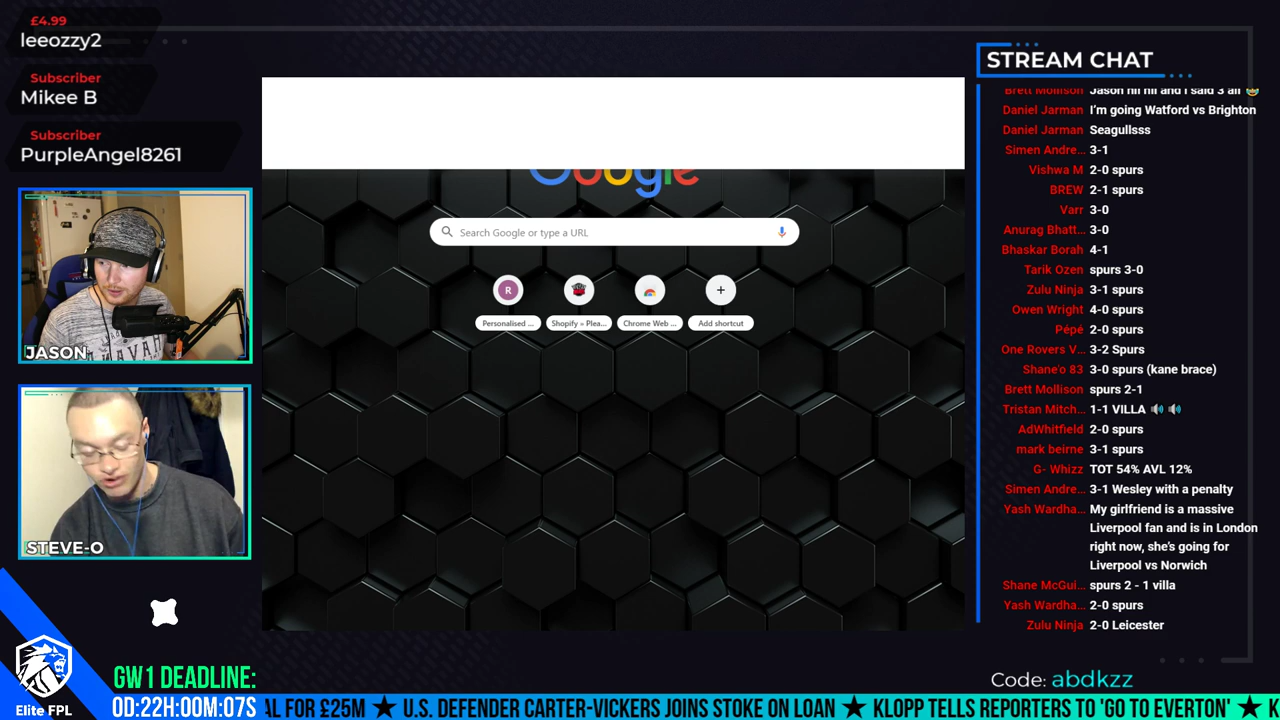 £4.99
leeozzy2
Subscriber
Mikee B
Subscriber
PurpleAngel8261
JASON
STEVE-O
Google
Search Google or type a URL
R
Personalised ...
Shopify » Plea...
Chrome Web ...
Add shortcut
STREAM CHAT
Brett Mollison Jason nil nil and I said 3 all
Daniel Jarman I'm going Watford vs Brighton
Daniel Jarman Seagullsss
Simen Andre... 3-1
Vishwa M 2-0 spurs
BREW 2-1 spurs
Varr 3-0
Anurag Bhatt... 3-0
Bhaskar Borah 4-1
Tarik Ozen spurs 3-0
Zulu Ninja 3-1 spurs
Owen Wright 4-0 spurs
Pépé 2-0 spurs
One Rovers V... 3-2 Spurs
Shane'o 83 3-0 spurs (kane brace)
Brett Mollison spurs 2-1
Tristan Mitch... 1-1 VILLA 🔊 🔊
AdWhitfield 2-0 spurs
mark beirne 3-1 spurs
G- Whizz TOT 54% AVL 12%
Simen Andre... 3-1 Wesley with a penalty
Yash Wardha... My girlfriend is a massive
Liverpool fan and is in London
right now, she's going for
Liverpool vs Norwich
Shane McGui... spurs 2 - 1 villa
Yash Wardha... 2-0 spurs
Zulu Ninja 2-0 Leicester
Code: abdkzz
Elite FPL
GW1 DEADLINE:
0D:22H:00M:07S
AL FOR £25M ★ U.S. DEFENDER CARTER-VICKERS JOINS STOKE ON LOAN ★ KLOPP TELLS REPORTERS TO 'GO TO EVERTON' ★ K